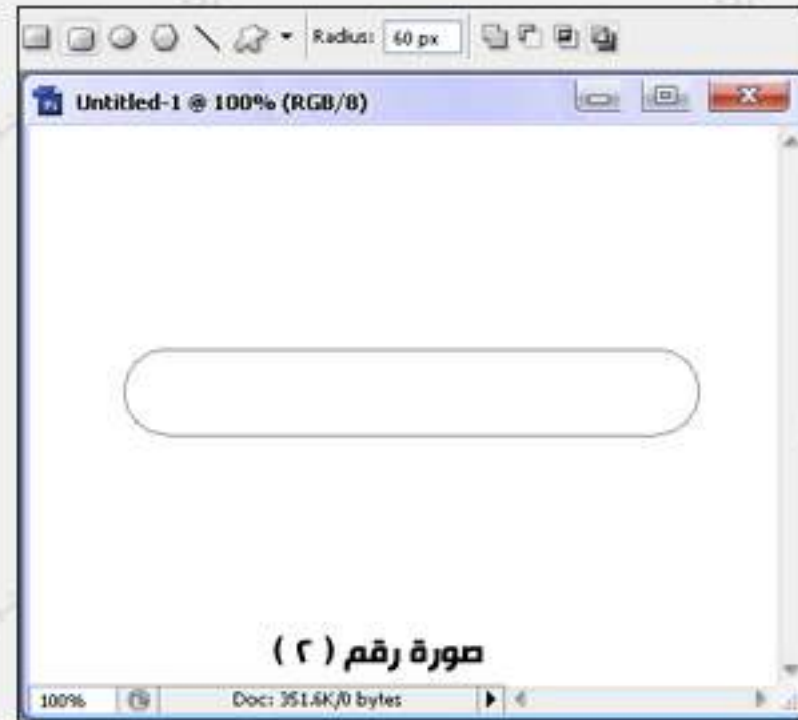 Radius: 60 px
Untitled-1 @ 100% (RGB/8)
صورة رقم ( ٢ )
100% Doc: 351.6K/0 bytes